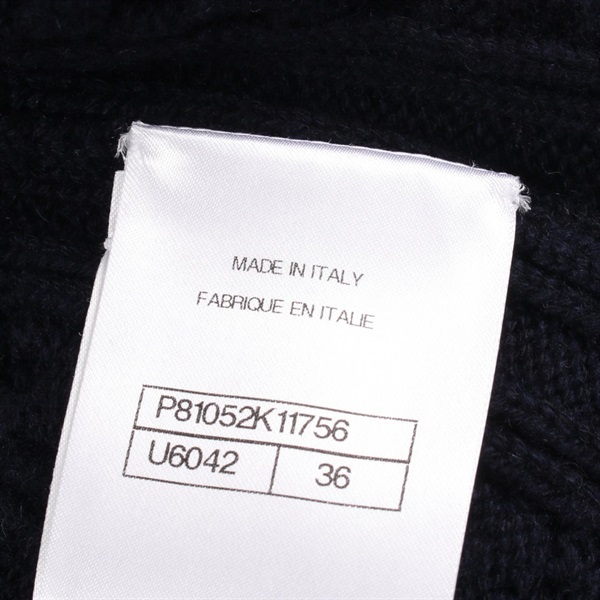 MADE IN ITALY
FABRIQUE EN ITALIE
P81052K11756
U6042 36